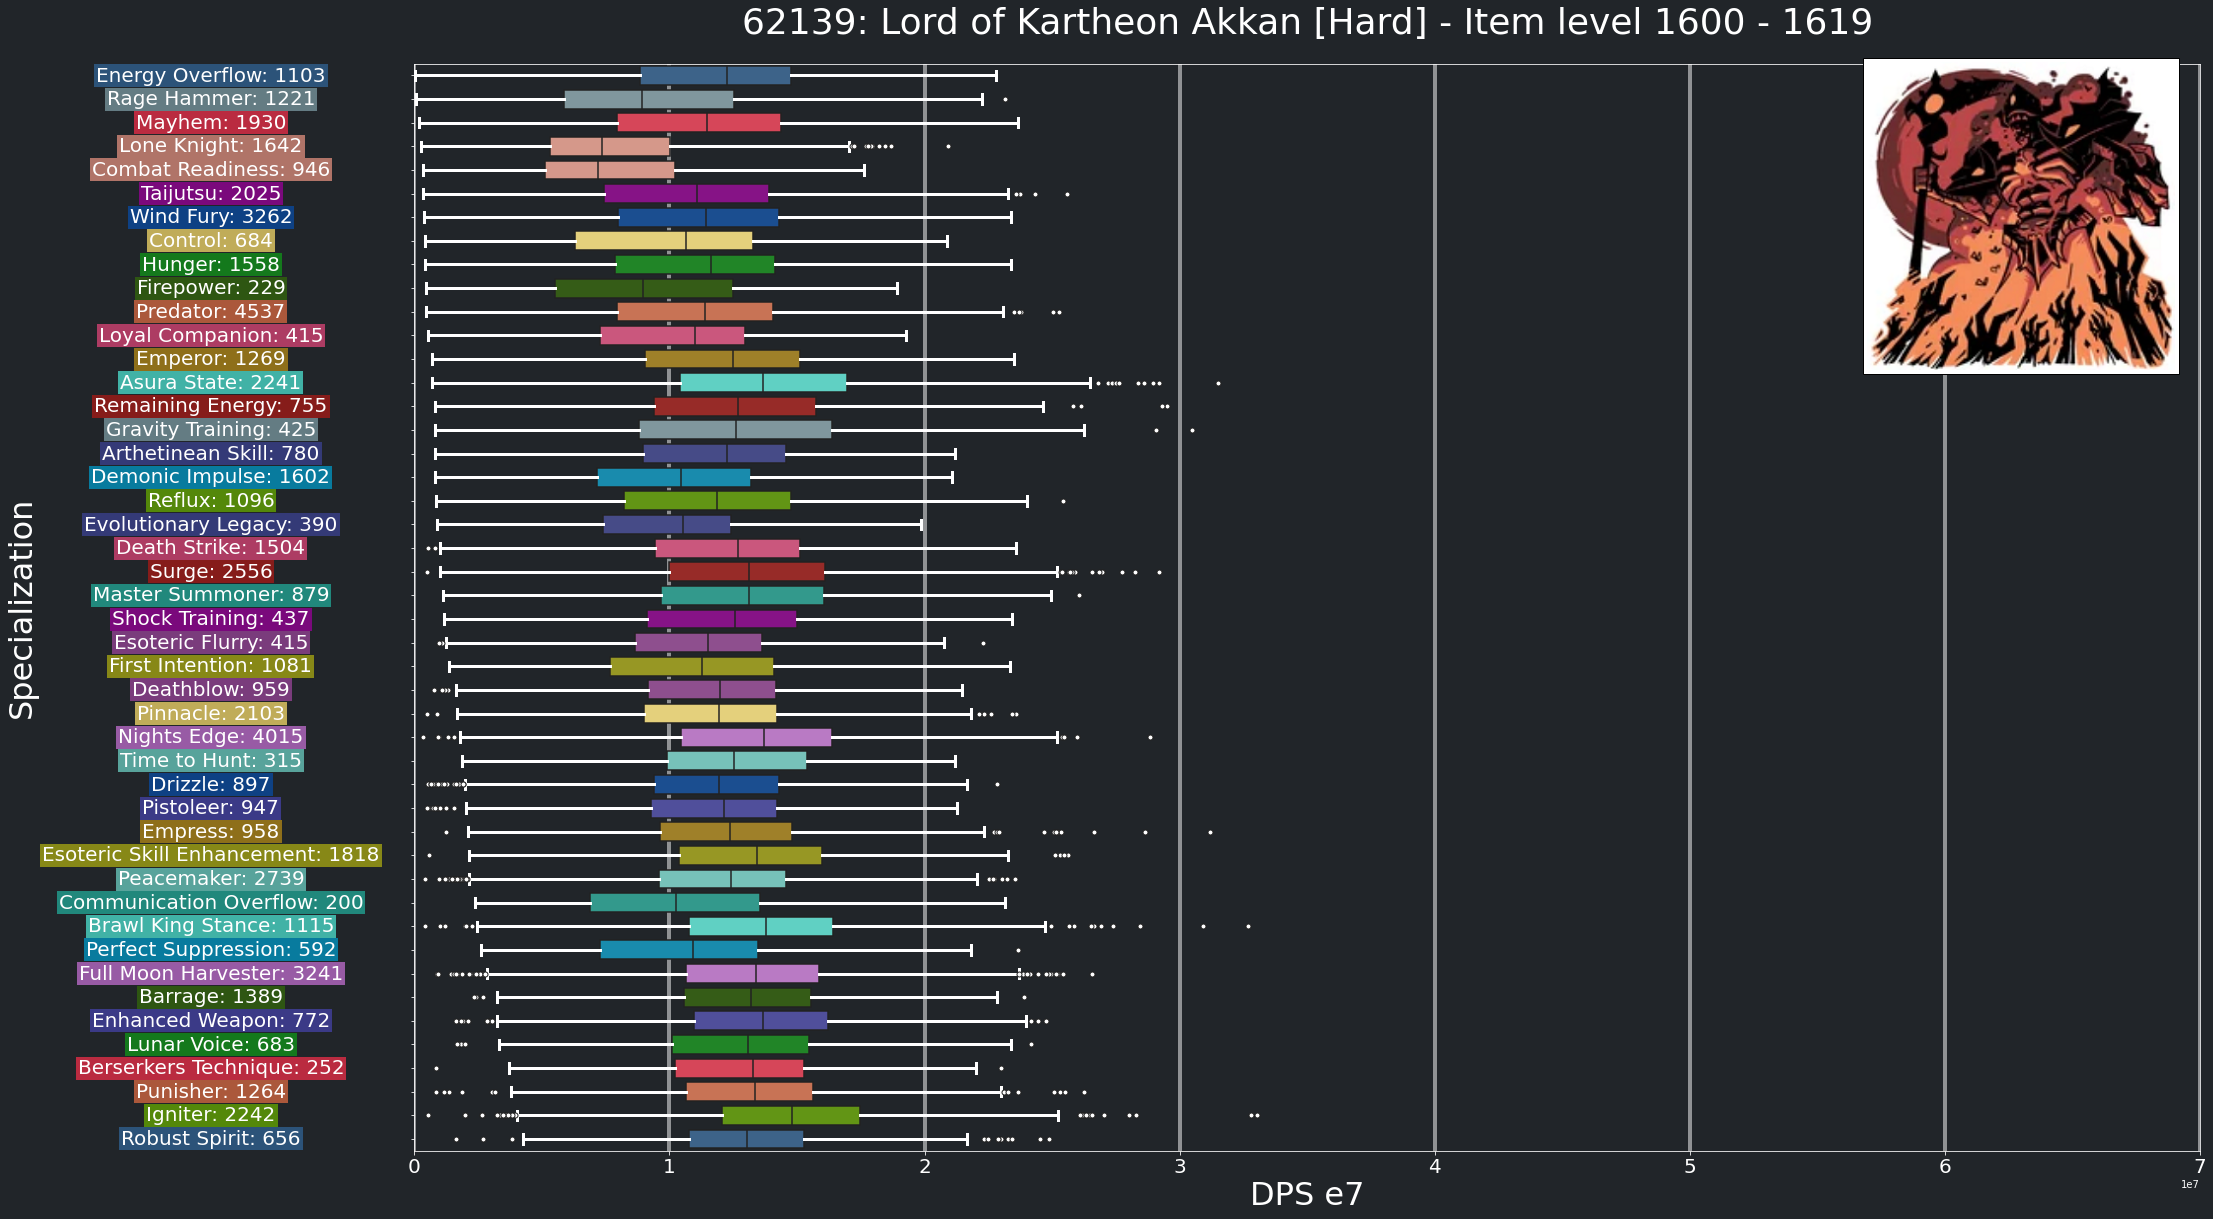 62139: Lord of Kartheon Akkan [Hard] - Item level 1600 - 1619
Energy Overflow: 1103
Rage Hammer: 1221
Mayhem: 1930
Lone Knight: 1642
Combat Readiness: 946
Taijutsu: 2025
Wind Fury: 3262
Control: 684
Hunger: 1558
Firepower: 229
Predator: 4537
Loyal Companion: 415
Emperor: 1269
Asura State: 2241
Remaining Energy: 755
Gravity Training: 425
Arthetinean Skill: 780
Demonic Impulse: 1602
Reflux: 1096
Evolutionary Legacy: 390
Death Strike: 1504
Surge: 2556
Master Summoner: 879
Shock Training: 437
Esoteric Flurry: 415
First Intention: 1081
Deathblow: 959
Pinnacle: 2103
Nights Edge: 4015
Time to Hunt: 315
Drizzle: 897
Pistoleer: 947
Empress: 958
Esoteric Skill Enhancement: 1818
Peacemaker: 2739
Communication Overflow: 200
Brawl King Stance: 1115
Perfect Suppression: 592
Full Moon Harvester: 3241
Barrage: 1389
Enhanced Weapon: 772
Lunar Voice: 683
Berserkers Technique: 252
Punisher: 1264
Igniter: 2242
Robust Spirit: 656
Specialization
0 1 2 3 4 5 6 7
1e7
DPS e7